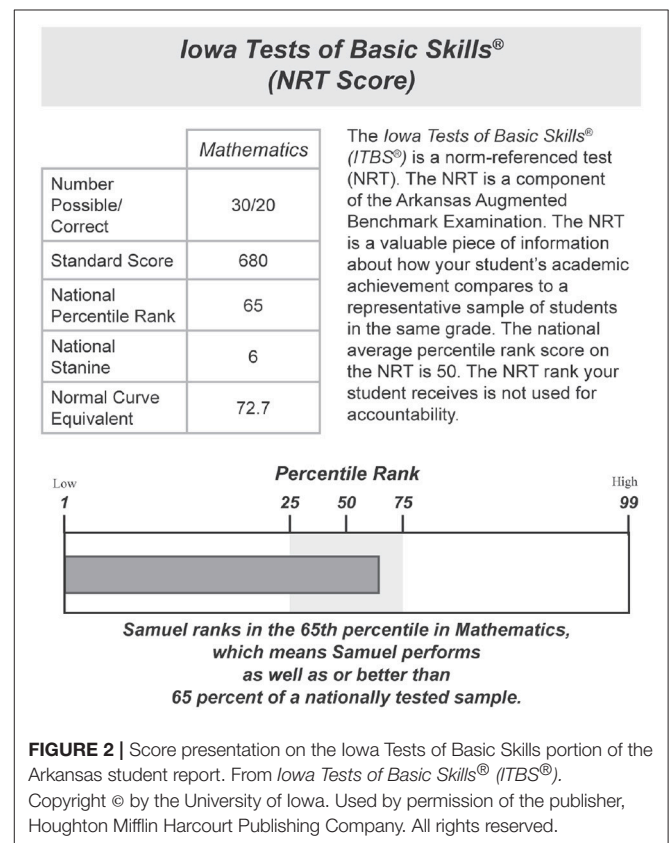 Iowa Tests of Basic Skills®
(NRT Score)
Mathematics
Number
Possible/
Correct
30/20
Standard Score
680
National
Percentile Rank
65
National
Stanine
6
Normal Curve
Equivalent
72.7
The Iowa Tests of Basic Skills®
(ITBS®) is a norm-referenced test
(NRT). The NRT is a component
of the Arkansas Augmented
Benchmark Examination. The NRT
is a valuable piece of information
about how your student's academic
achievement compares to a
representative sample of students
in the same grade. The national
average percentile rank score on
the NRT is 50. The NRT rank your
student receives is not used for
accountability.
Percentile Rank
Low
High
1
25
50
75
99
Samuel ranks in the 65th percentile in Mathematics,
which means Samuel performs
as well as or better than
65 percent of a nationally tested sample.
FIGURE 2 | Score presentation on the Iowa Tests of Basic Skills portion of the
Arkansas student report. From Iowa Tests of Basic Skills® (ITBS®).
Copyright © by the University of Iowa. Used by permission of the publisher,
Houghton Mifflin Harcourt Publishing Company. All rights reserved.